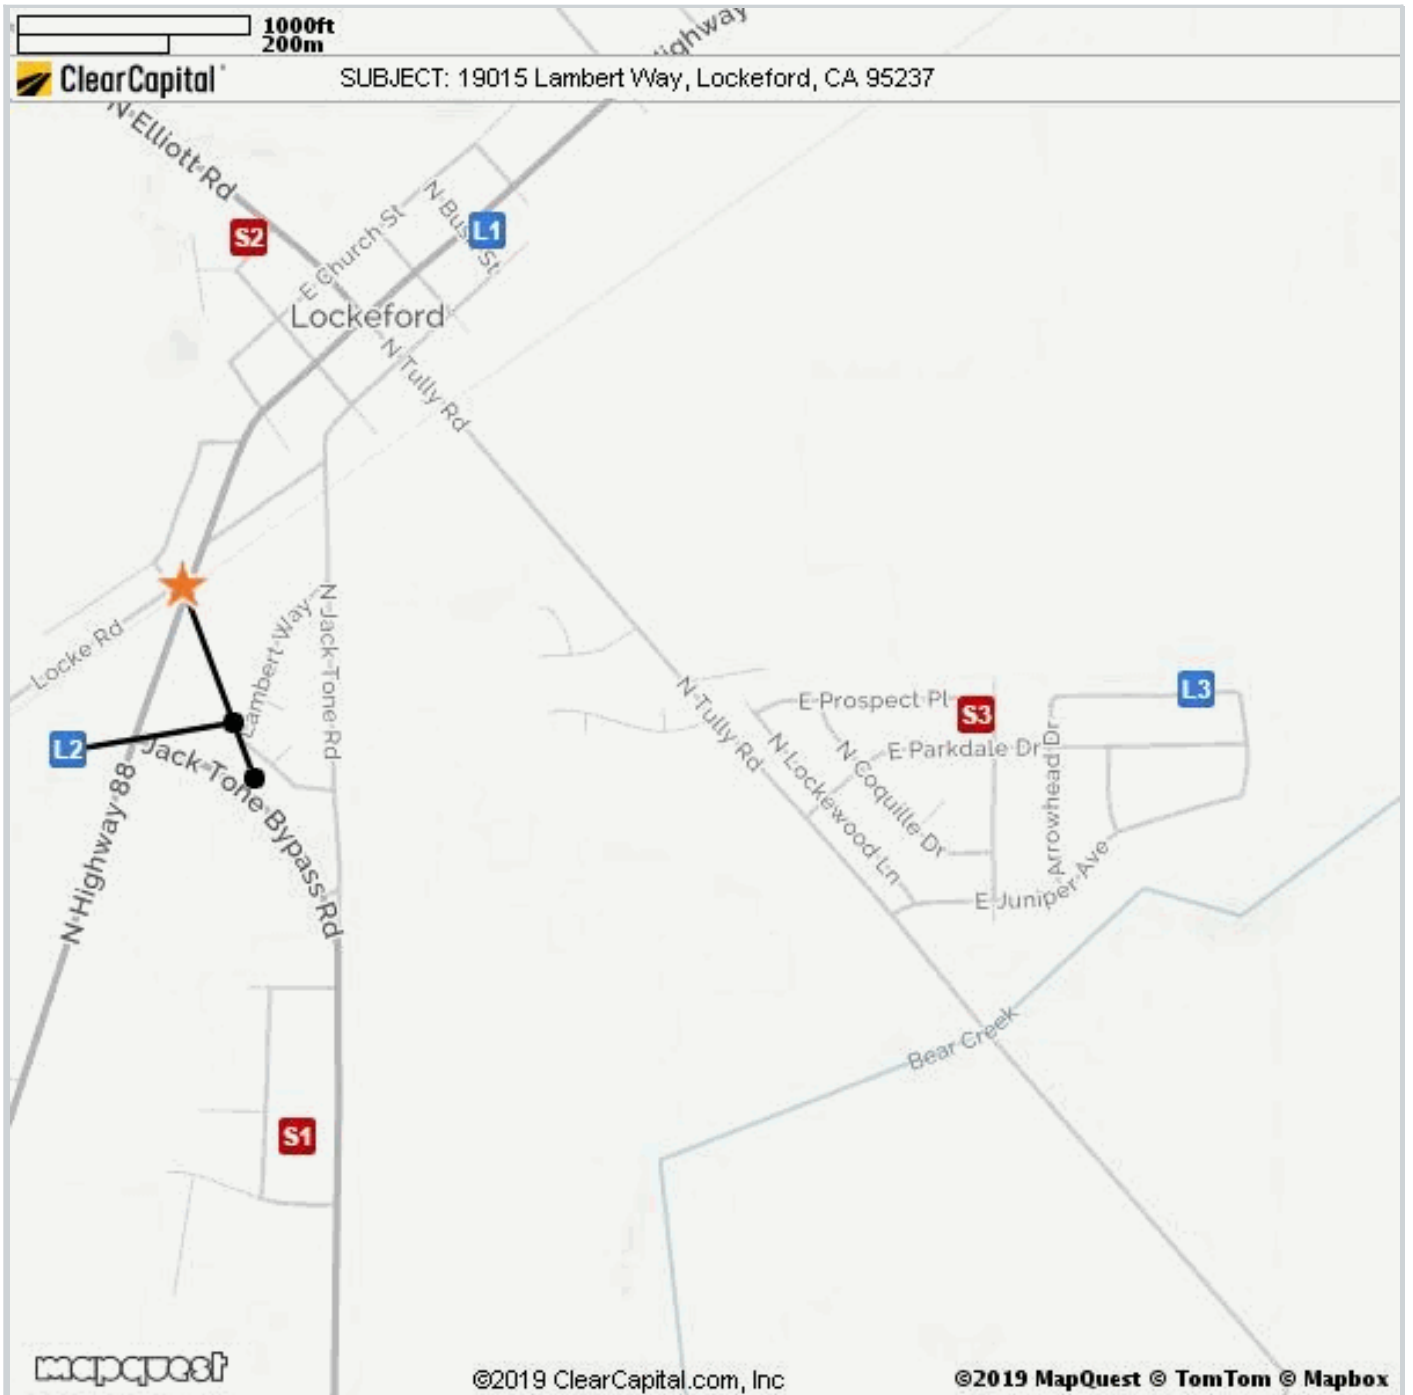 1000ft
200m
ighway
ClearCapital
SUBJECT: 19015 Lambert Way, Lockeford, CA 95237
N Elliott Rd
S2
E Church St
N Bush St
L1
Lockeford
N Tully Rd
Locke Rd
Lambert Way
N Jack Tone Rd
L2
Jack Tone Bypass Rd
N Highway 88
N Tully Rd
E Prospect Pl
S3
L3
E Parkdale Dr
N Coquille Dr
N Lockewood Ln
Arrowhead Dr
E Juniper Ave
Bear Creek
S1
mapquest
©2019 ClearCapital.com, Inc
©2019 MapQuest © TomTom © Mapbox